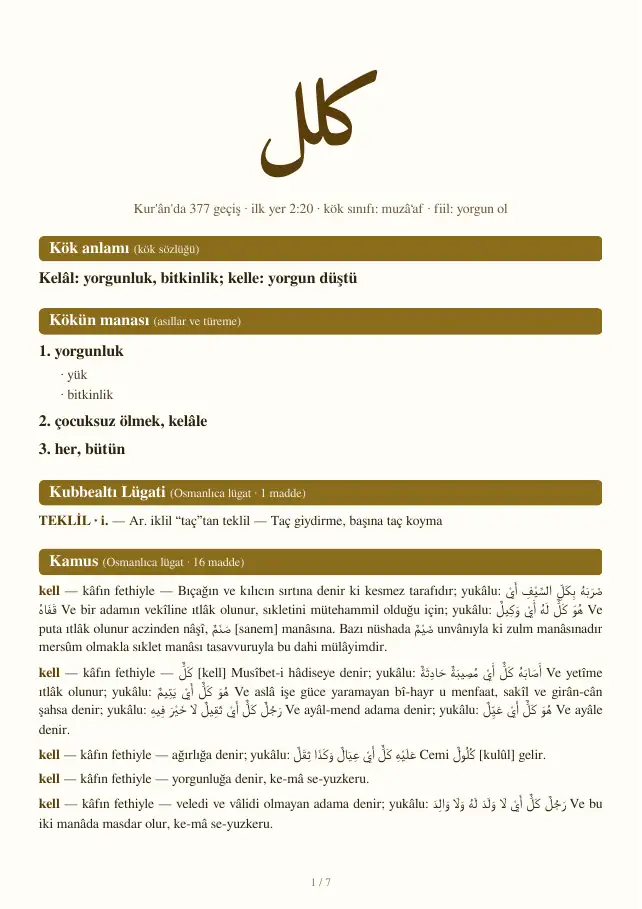 كلل
Kur'ân'da 377 geçiş · ilk yer 2:20 · kök sınıfı: muzâ'af · fiil: yorgun ol
Kök anlamı (kök sözlüğü)
Kelâl: yorgunluk, bitkinlik; kelle: yorgun düştü
Kökün manası (asıllar ve türeme)
1. yorgunluk
· yük
· bitkinlik
2. çocuksuz ölmek, kelâle
3. her, bütün
Kubbealtı Lügati (Osmanlıca lügat · 1 madde)
TEKLİL · i. — Ar. iklil “taç”tan teklil — Taç giydirme, başına taç koyma
Kamus (Osmanlıca lügat · 16 madde)
kell — kâfın fethiyle — Bıçağın ve kılıcın sırtına denir ki kesmez tarafıdır; yukâlu: ضَرَبَهُ بِكَلِّ السَّيْفِ أَيْ
قَفَاهُ Ve bir adamın vekîline ıtlâk olunur, sıkletini mütehammil olduğu için; yukâlu: هُوَ كَلٌّ لَهُ أَيْ وَكِيلٌ Ve
puta ıtlâk olunur aczinden nâşî, صَنَمٌ [sanem] manâsına. Bazı nüshada ضَيْمٌ unvânıyla ki zulm manâsınadır
mersûm olmakla sıklet manâsı tasavvuruyla bu dahi mülâyimdir.
kell — kâfın fethiyle — كَلٌّ [kell] Musîbet-i hâdiseye denir; yukâlu: أَصَابَهُ كَلٌّ أَيْ مُصِيبَةٌ حَادِثَةٌ Ve yetîme
ıtlâk olunur; yukâlu: هُوَ كَلٌّ أَيْ يَتِيمٌ Ve aslâ işe güce yaramayan bî-hayr u menfaat, sakîl ve girân-cân
şahsa denir; yukâlu: رَجُلٌ كَلٌّ أَيْ ثَقِيلٌ لَا خَيْرَ فِيهِ Ve ayâl-mend adama denir; yukâlu: هُوَ كَلٌّ أَيْ عَيِّلٌ Ve ayâle
denir.
kell — kâfın fethiyle — ağırlığa denir; yukâlu: عَلَيْهِ كَلٌّ أَيْ عِيَالٌ وَكَذَا ثِقَلٌ Cemi كُلُولٌ [kulûl] gelir.
kell — kâfın fethiyle — yorgunluğa denir, ke-mâ se-yuzkeru.
kell — kâfın fethiyle — veledi ve vâlidi olmayan adama denir; yukâlu: رَجُلٌ كَلٌّ أَيْ لَا وَلَدَ لَهُ وَلَا وَالِدَ Ve bu
iki manâda masdar olur, ke-mâ se-yuzkeru.
1 / 7